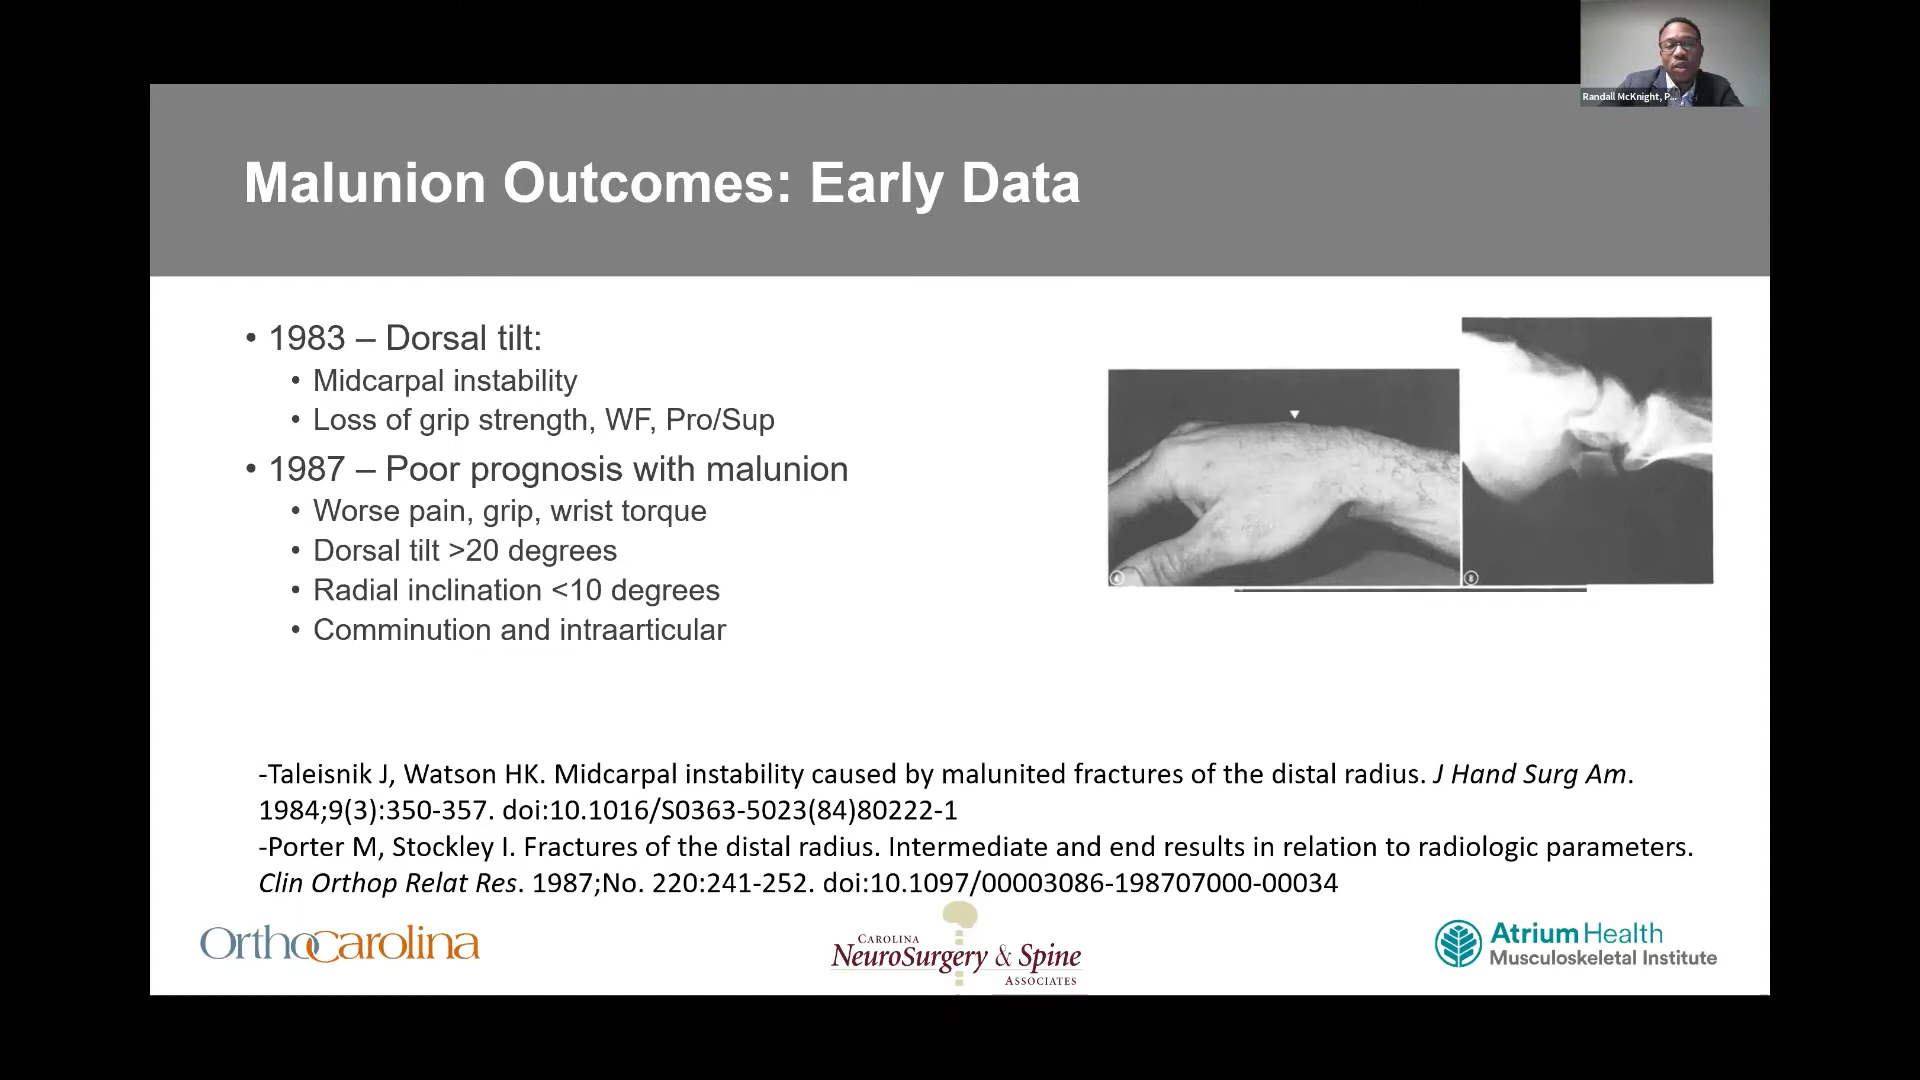 Randall McKnight, P...
Malunion Outcomes: Early Data
• 1983 – Dorsal tilt:
• Midcarpal instability
• Loss of grip strength, WF, Pro/Sup
• 1987 – Poor prognosis with malunion
• Worse pain, grip, wrist torque
• Dorsal tilt >20 degrees
• Radial inclination <10 degrees
• Comminution and intraarticular
A
B
-Taleisnik J, Watson HK. Midcarpal instability caused by malunited fractures of the distal radius. J Hand Surg Am.
1984;9(3):350-357. doi:10.1016/S0363-5023(84)80222-1
-Porter M, Stockley I. Fractures of the distal radius. Intermediate and end results in relation to radiologic parameters.
Clin Orthop Relat Res. 1987;No. 220:241-252. doi:10.1097/00003086-198707000-00034
OrthoCarolina
CAROLINA
NEUROSURGERY & SPINE
ASSOCIATES
Atrium Health
Musculoskeletal Institute